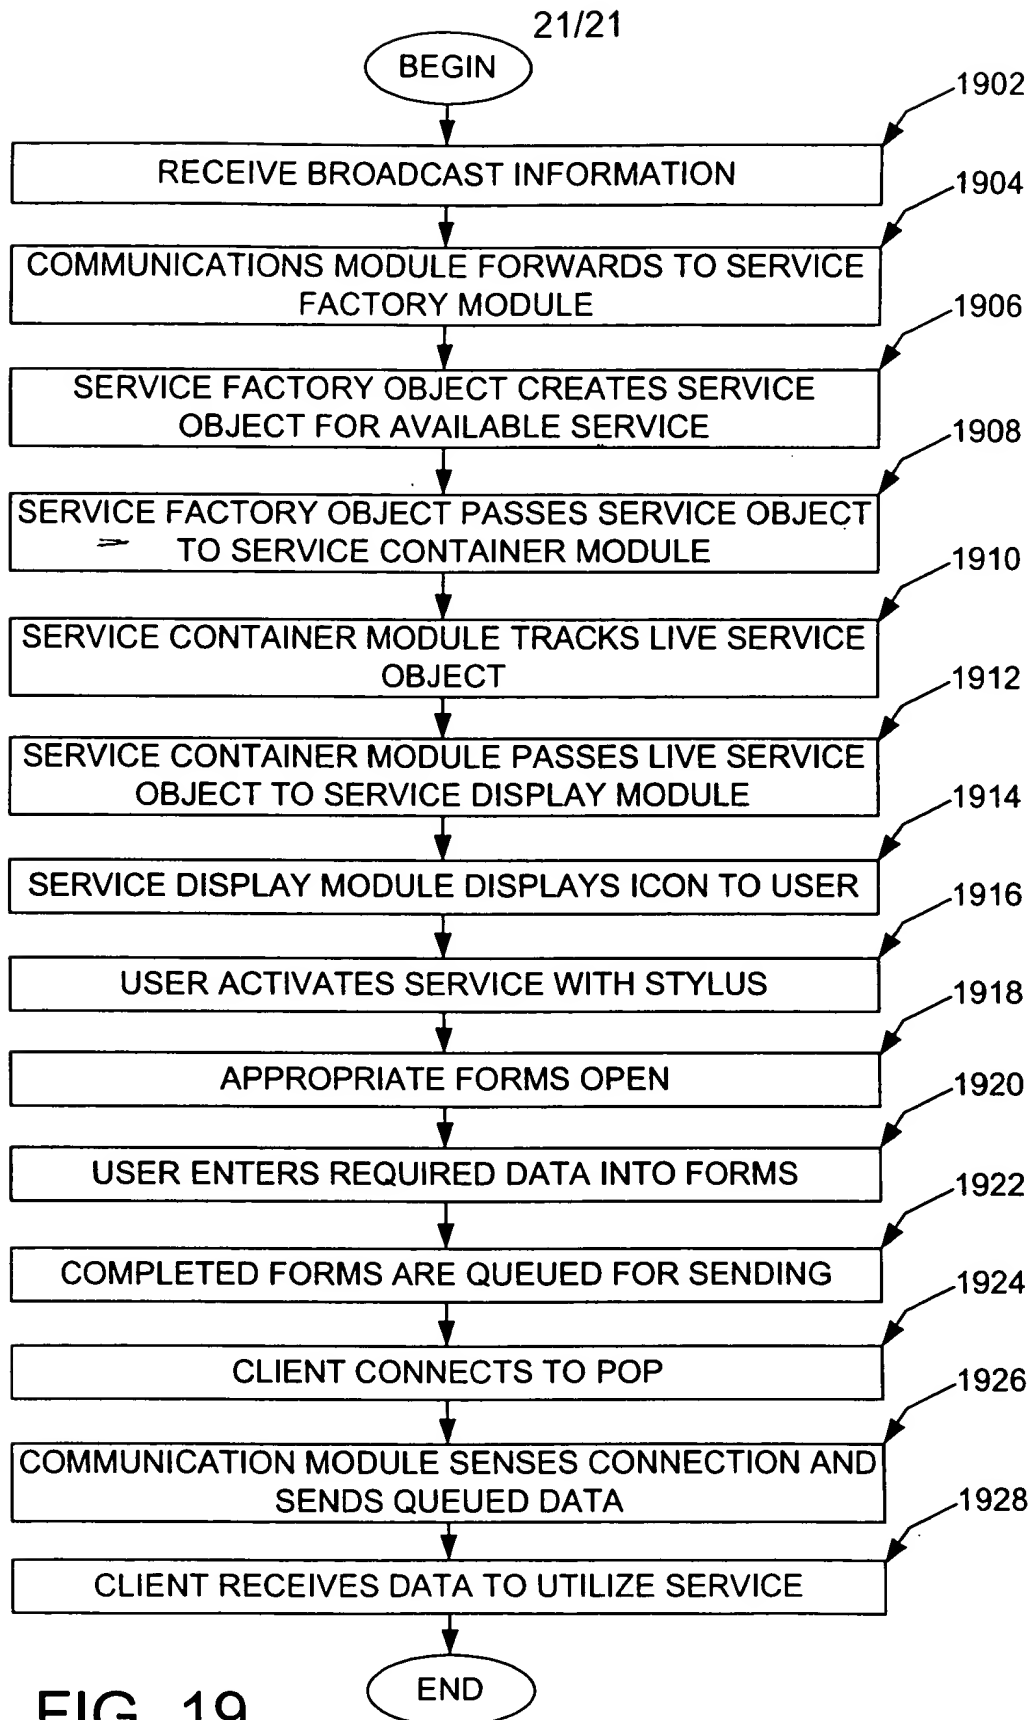 21/21
BEGIN
1902
RECEIVE BROADCAST INFORMATION
1904
COMMUNICATIONS MODULE FORWARDS TO SERVICE
FACTORY MODULE
1906
SERVICE FACTORY OBJECT CREATES SERVICE
OBJECT FOR AVAILABLE SERVICE
1908
SERVICE FACTORY OBJECT PASSES SERVICE OBJECT
TO SERVICE CONTAINER MODULE
1910
SERVICE CONTAINER MODULE TRACKS LIVE SERVICE
OBJECT
1912
SERVICE CONTAINER MODULE PASSES LIVE SERVICE
OBJECT TO SERVICE DISPLAY MODULE
1914
SERVICE DISPLAY MODULE DISPLAYS ICON TO USER
1916
USER ACTIVATES SERVICE WITH STYLUS
1918
APPROPRIATE FORMS OPEN
1920
USER ENTERS REQUIRED DATA INTO FORMS
1922
COMPLETED FORMS ARE QUEUED FOR SENDING
1924
CLIENT CONNECTS TO POP
1926
COMMUNICATION MODULE SENSES CONNECTION AND
SENDS QUEUED DATA
1928
CLIENT RECEIVES DATA TO UTILIZE SERVICE
END
FIG. 19